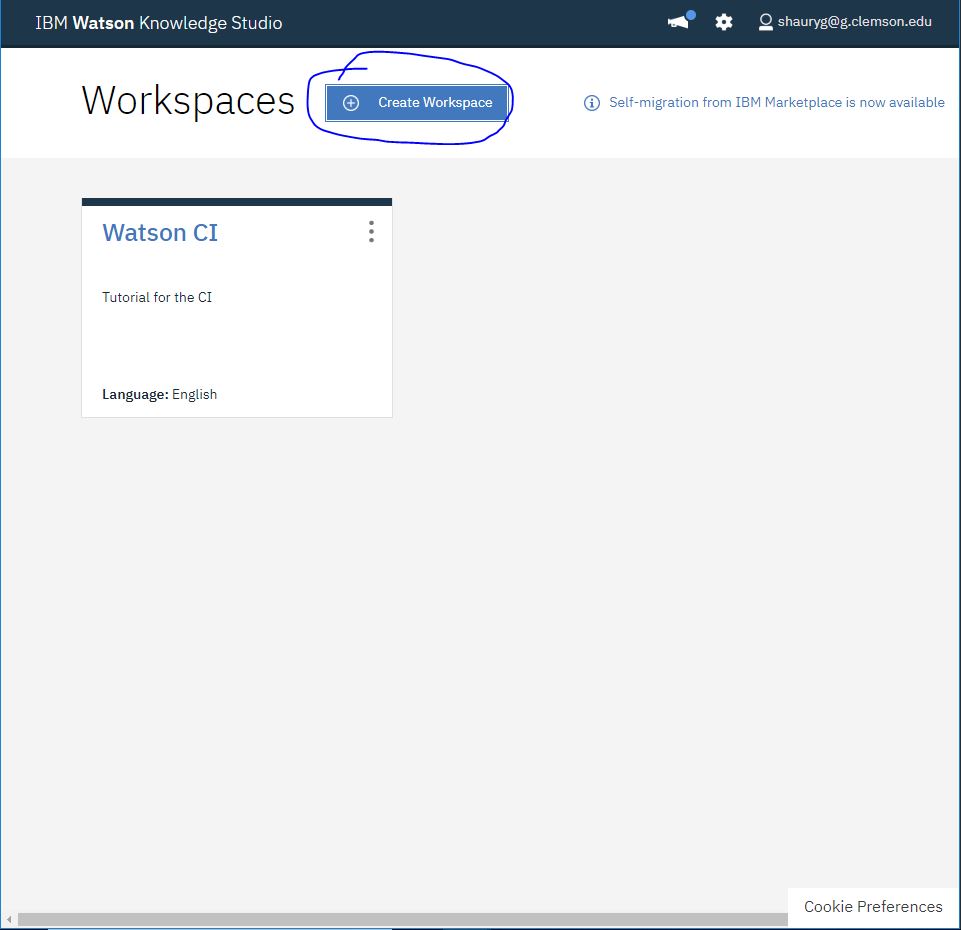 IBM Watson Knowledge Studio
shauryg@g.clemson.edu
Workspaces
Create Workspace
Self-migration from IBM Marketplace is now available
Watson CI
Tutorial for the CI
Language: English
Cookie Preferences